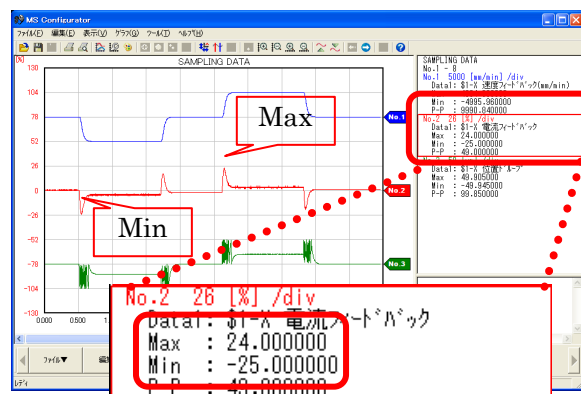 MS Configurator
ファイル(F) 編集(E) 表示(V) グラフ(G) ツール(T) ヘルプ(H)
SAMPLING DATA
[%]
130
104
78
52
26
0
-26
-52
-78
-104
-130
0.000 0.500 1
No.1
No.2
No.3
Max
Min
SAMPLING DATA
No.1 - 8
No.1 5000 [mm/min] /div
Data1: $1-X 速度フィードバック(mm/min)
Min : -4995.960000
P-P : 9990.840000
No.2 26 [%] /div
Data1: $1-X 電流フィードバック
Max : 24.000000
Min : -25.000000
P-P : 49.000000
Data1: $1-X 位置ドループ
Max : 49.905000
Min : -49.945000
P-P : 99.850000
No.2 26 [%] /div
Data1: $1-X 電流フィードバック
Max : 24.000000
Min : -25.000000
P-P : 49.000000
ファイル▼
レディ